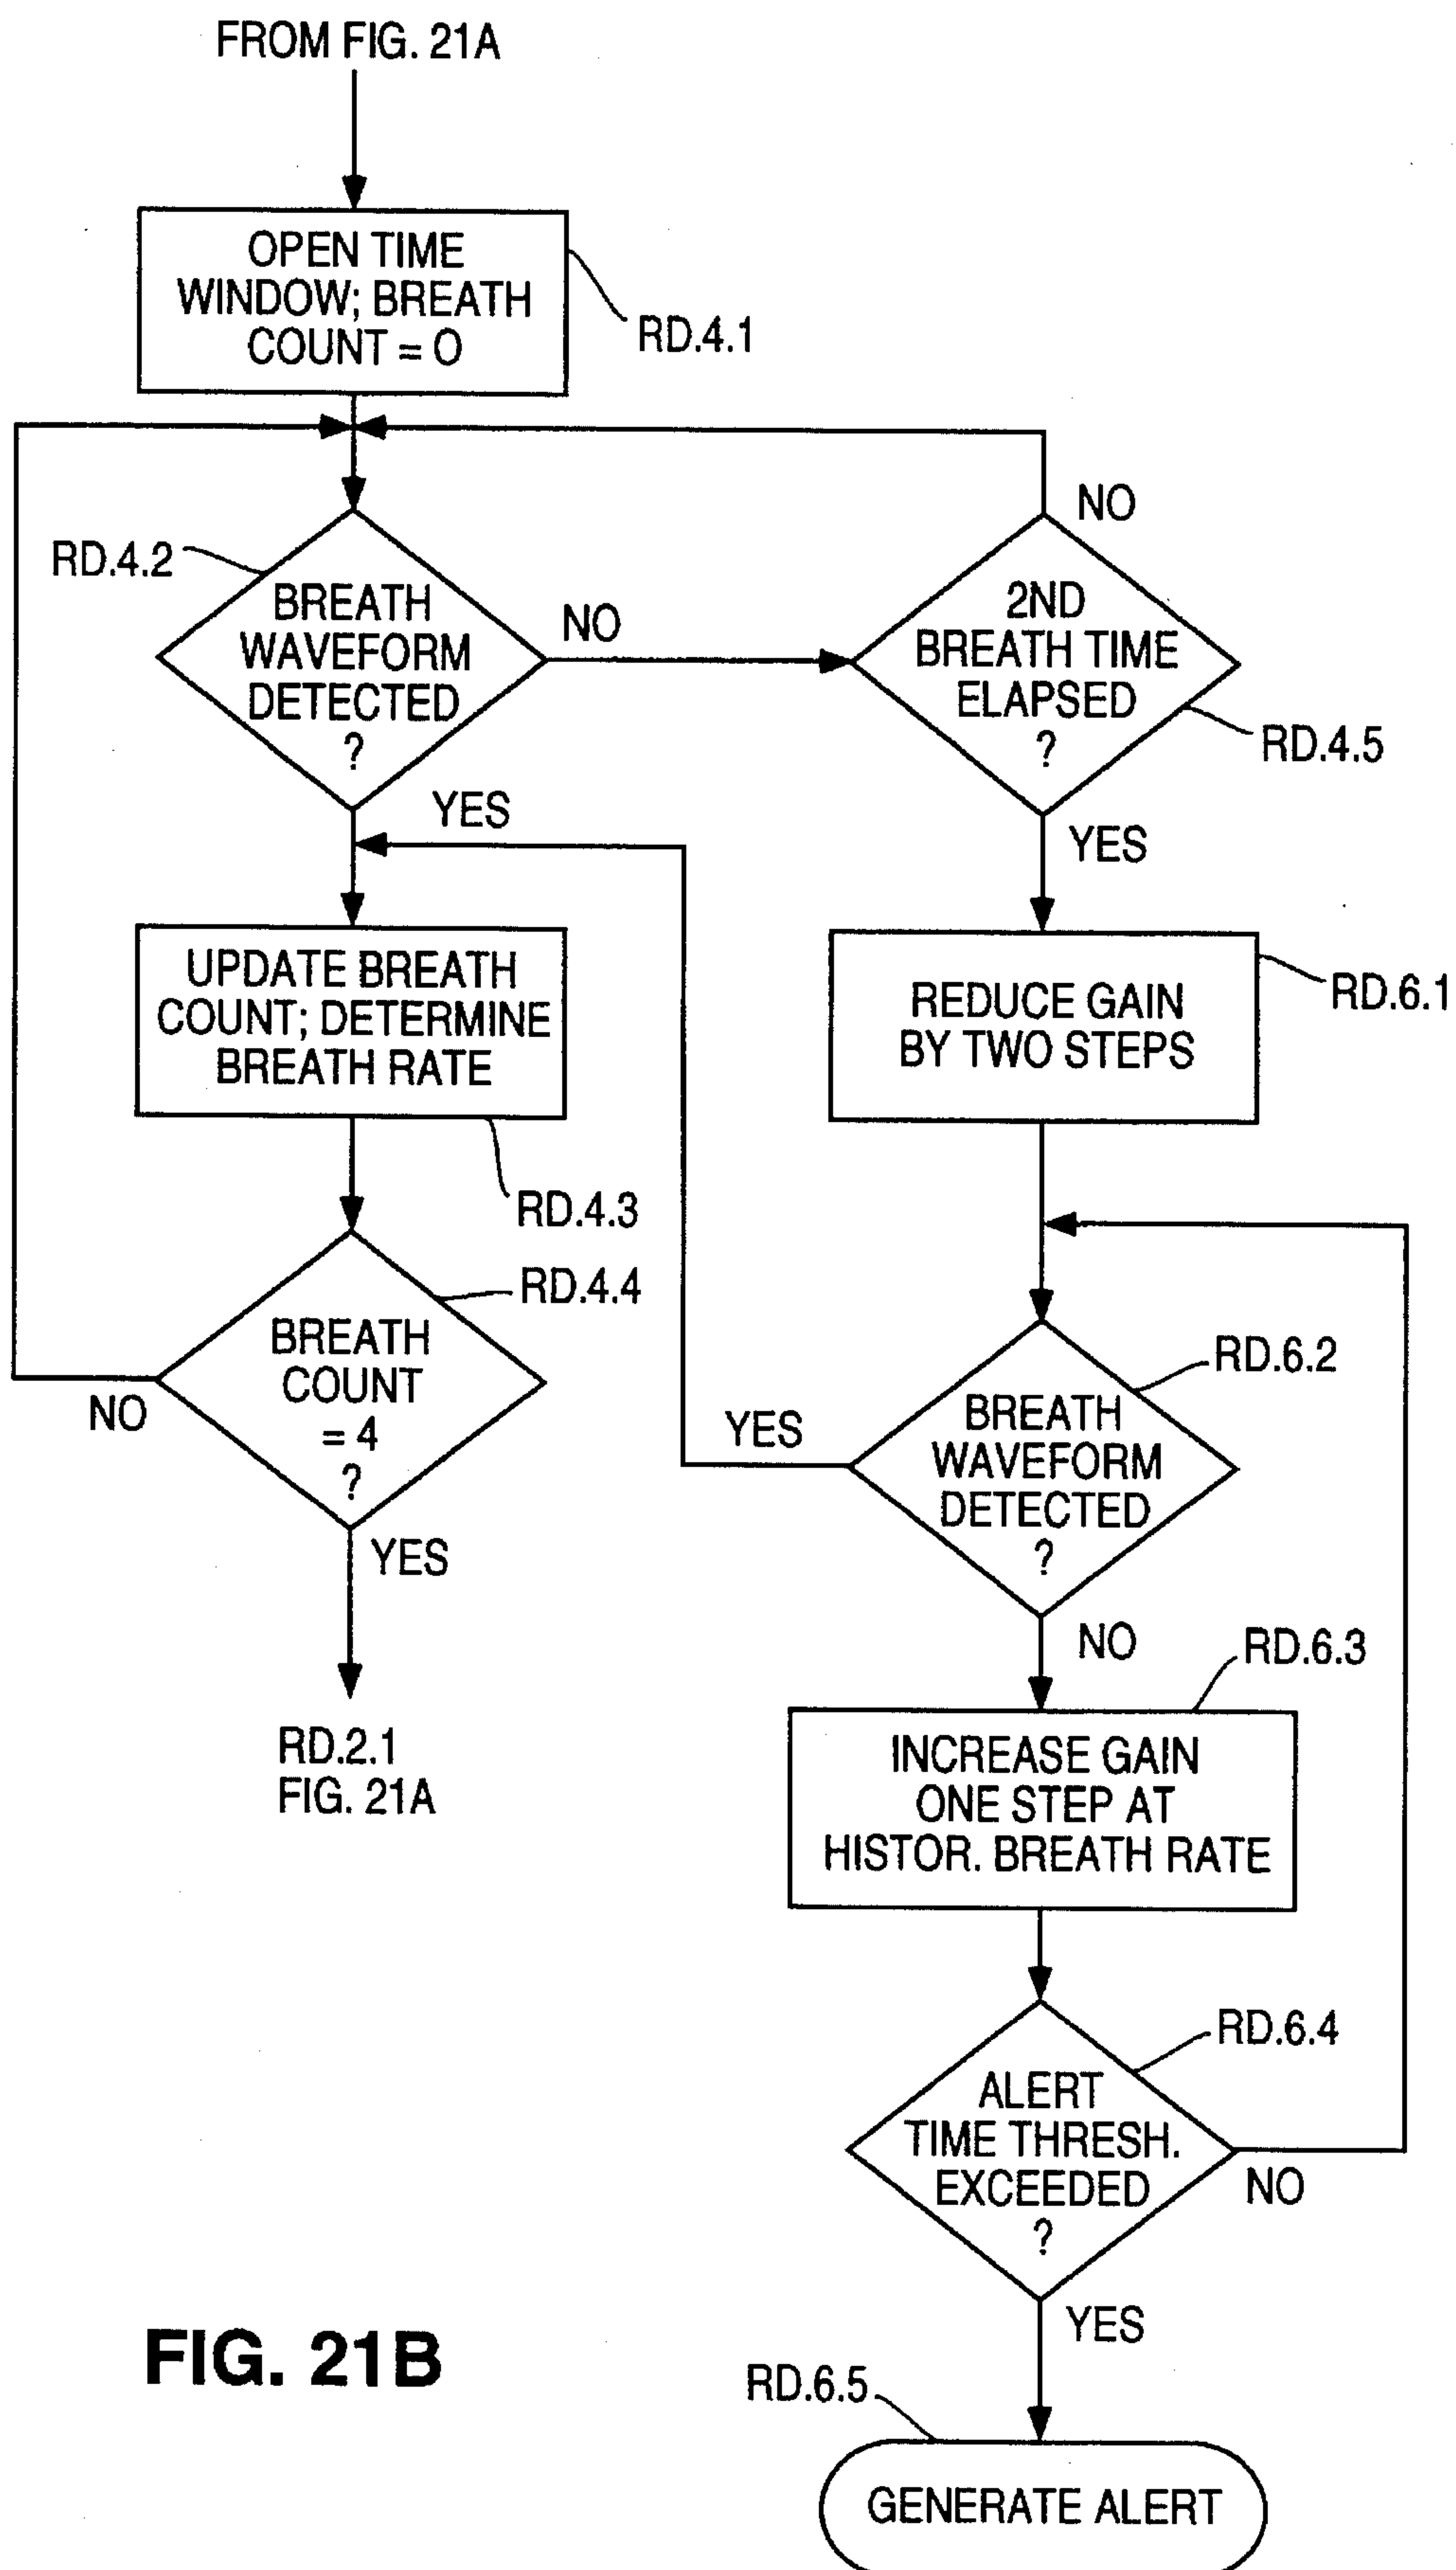 FROM FIG. 21A
OPEN TIME
WINDOW; BREATH
COUNT = 0
RD.4.1
RD.4.2
BREATH
WAVEFORM
DETECTED
?
NO
YES
2ND
BREATH TIME
ELAPSED
?
NO
RD.4.5
YES
UPDATE BREATH
COUNT; DETERMINE
BREATH RATE
RD.4.3
REDUCE GAIN
BY TWO STEPS
RD.6.1
RD.4.4
BREATH
COUNT
= 4
?
NO
YES
RD.2.1
FIG. 21A
RD.6.2
BREATH
WAVEFORM
DETECTED
?
YES
NO
RD.6.3
INCREASE GAIN
ONE STEP AT
HISTOR. BREATH RATE
RD.6.4
ALERT
TIME THRESH.
EXCEEDED
?
NO
YES
RD.6.5
GENERATE ALERT
FIG. 21B